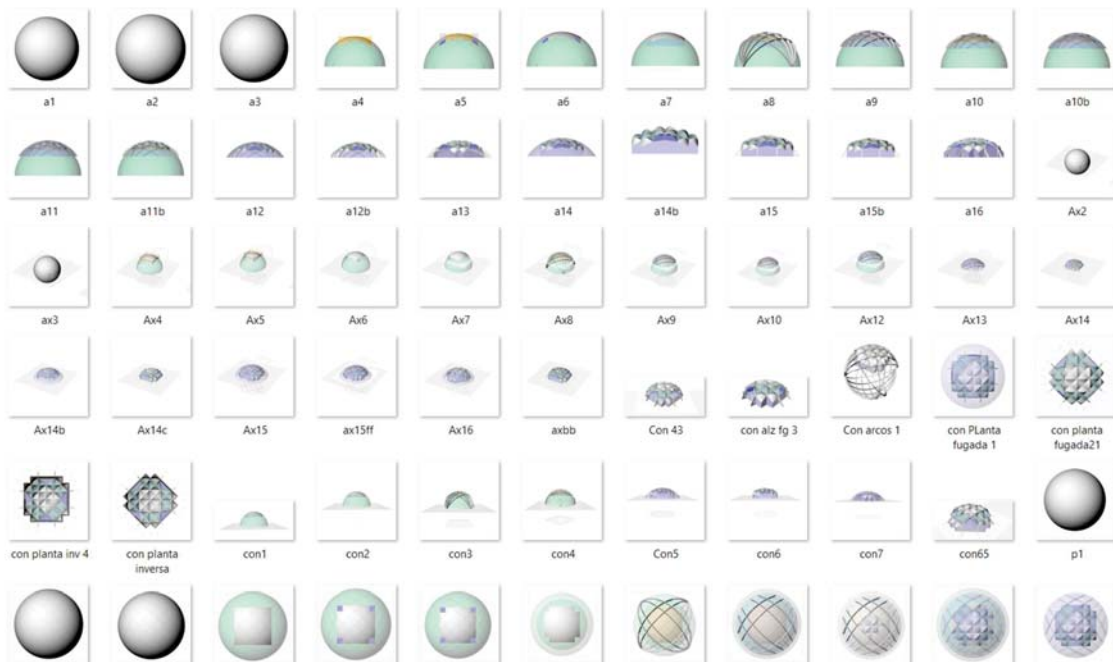 a1 a2 a3 a4 a5 a6 a7 a8 a9 a10 a10b
a11 a11b a12 a12b a13 a14 a14b a15 a15b a16 Ax2
ax3 Ax4 Ax5 Ax6 Ax7 Ax8 Ax9 Ax10 Ax12 Ax13 Ax14
Ax14b Ax14c Ax15 ax15ff Ax16 axbb Con 43 con alz fg 3 Con arcos 1 con PLanta con planta
fugada 1 fugada21
con planta inv 4 con planta con1 con2 con3 con4 Con5 con6 con7 con65 p1
inversa